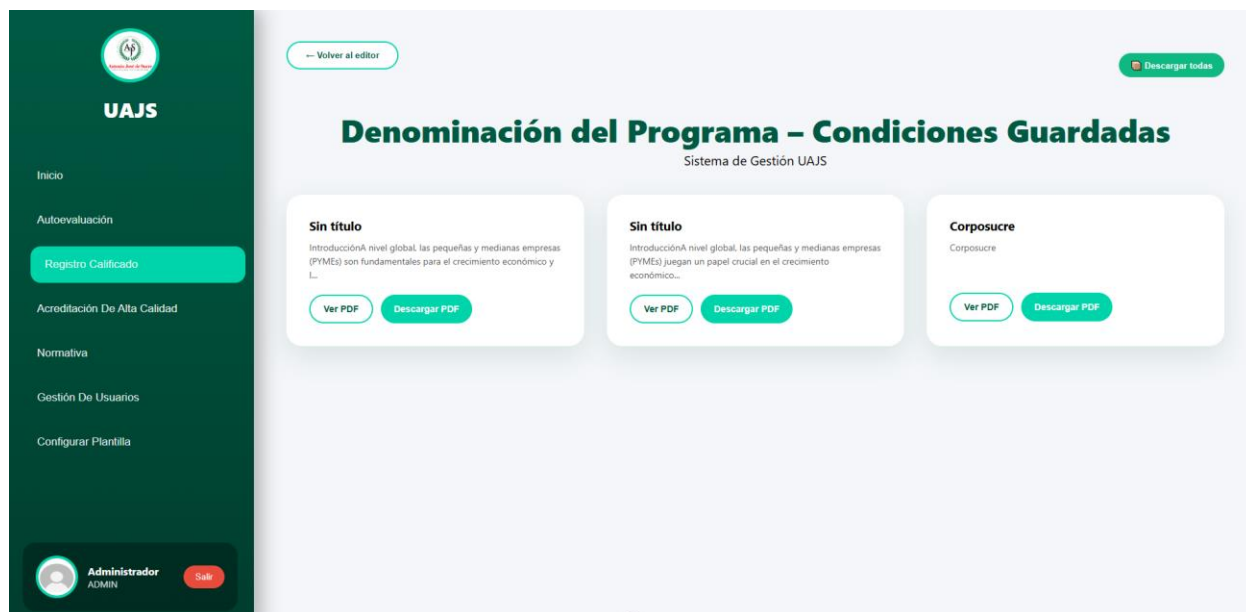 UAJS
Inicio
Autoevaluación
Registro Calificado
Acreditación De Alta Calidad
Normativa
Gestión De Usuarios
Configurar Plantilla
Administrador
ADMIN
Salir
← Volver al editor
Descargar todas
Denominación del Programa – Condiciones Guardadas
Sistema de Gestión UAJS
Sin título
IntroducciónA nivel global, las pequeñas y medianas empresas
(PYMEs) son fundamentales para el crecimiento económico y
l...
Ver PDF
Descargar PDF
Sin título
IntroducciónA nivel global, las pequeñas y medianas empresas
(PYMEs) juegan un papel crucial en el crecimiento
económico...
Ver PDF
Descargar PDF
Corposucre
Corposucre
Ver PDF
Descargar PDF